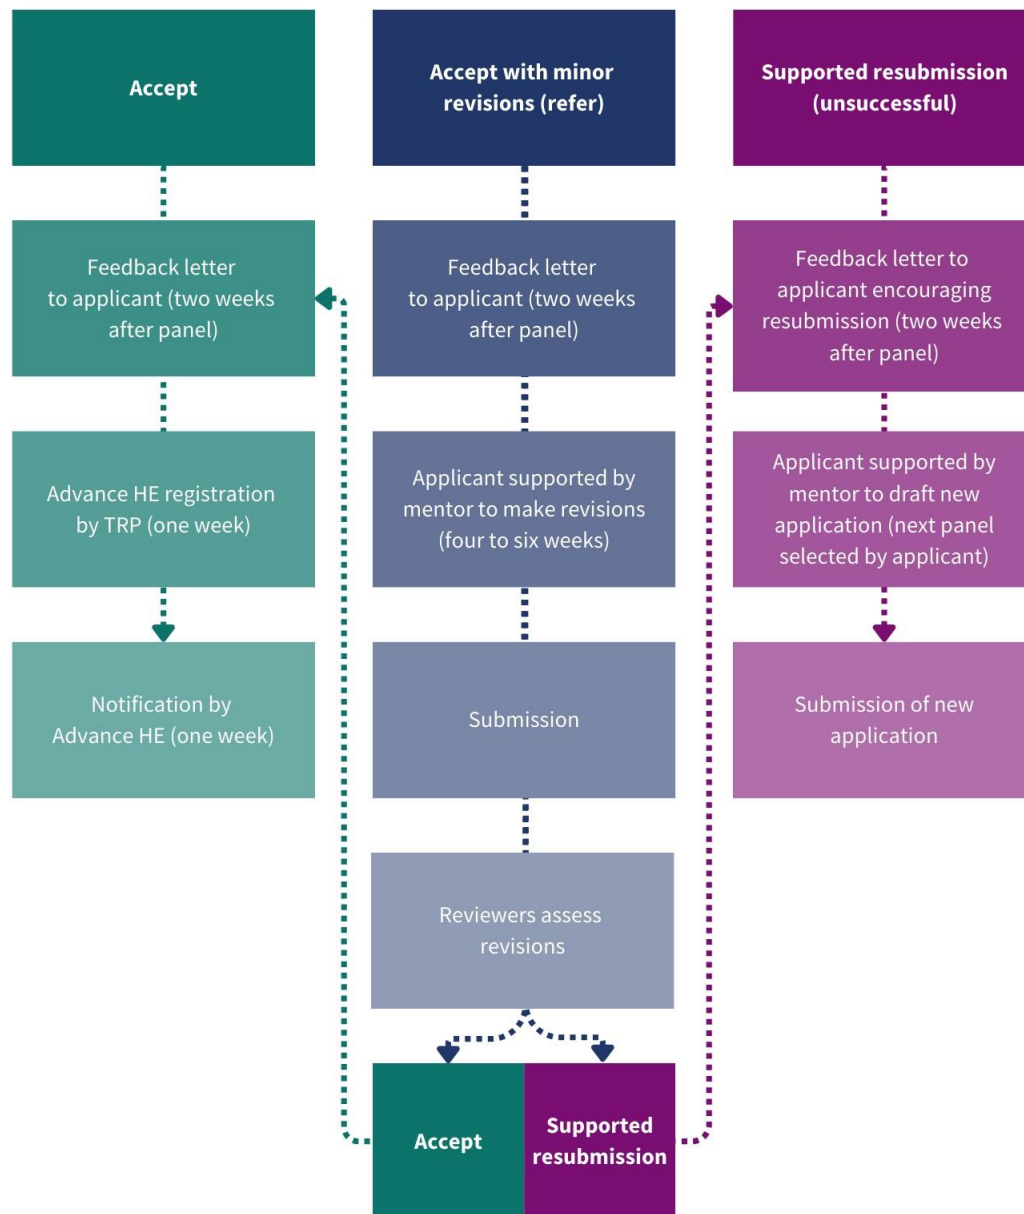 Accept
Feedback letter
to applicant (two weeks
after panel)
Advance HE registration
by TRP (one week)
Notification by
Advance HE (one week)
Accept with minor
revisions (refer)
Feedback letter
to applicant (two weeks
after panel)
Applicant supported by
mentor to make revisions
(four to six weeks)
Submission
Reviewers assess
revisions
Accept
Supported
resubmission
Supported resubmission
(unsuccessful)
Feedback letter to
applicant encouraging
resubmission (two weeks
after panel)
Applicant supported by
mentor to draft new
application (next panel
selected by applicant)
Submission of new
application